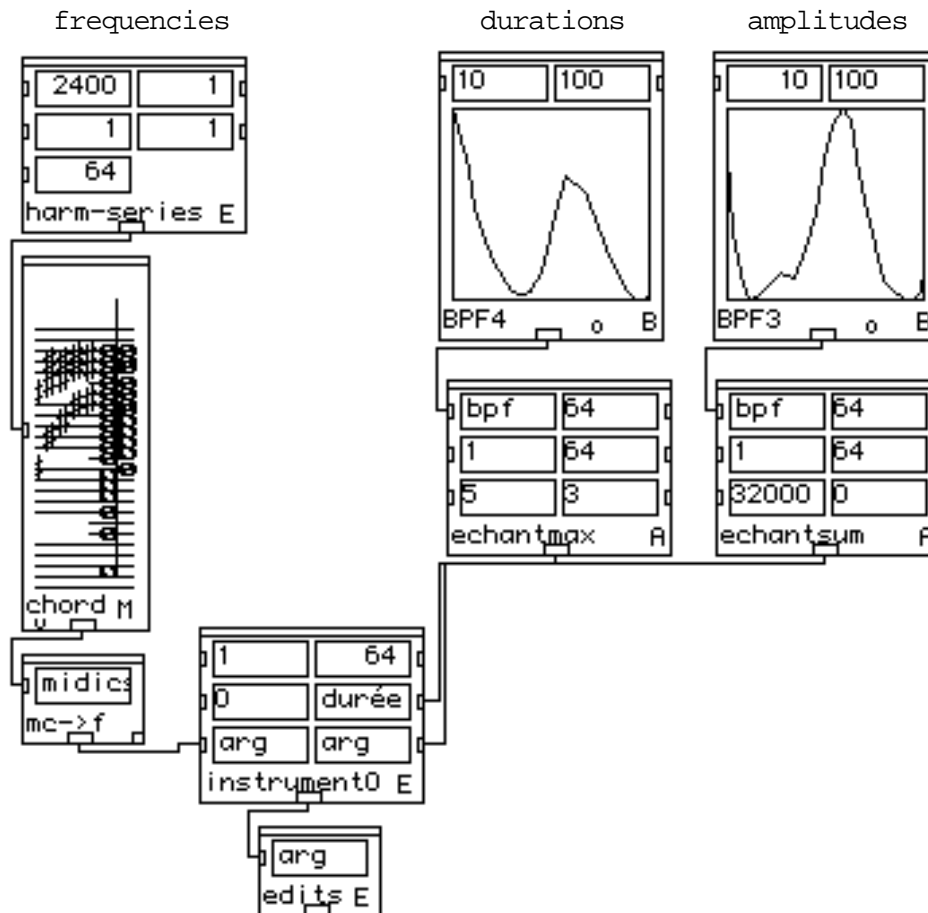 frequencies
durations
amplitudes
2400 1
1 1
64
harm-series E
10 100
BPF4 o B
10 100
BPF3 o B
bpf 64
1 64
5 3
echantmax A
bpf 64
1 64
32000 0
echantsum A
chord M
midics
mc->f
1 64
0 durée
arg arg
instrument0 E
arg
edits E